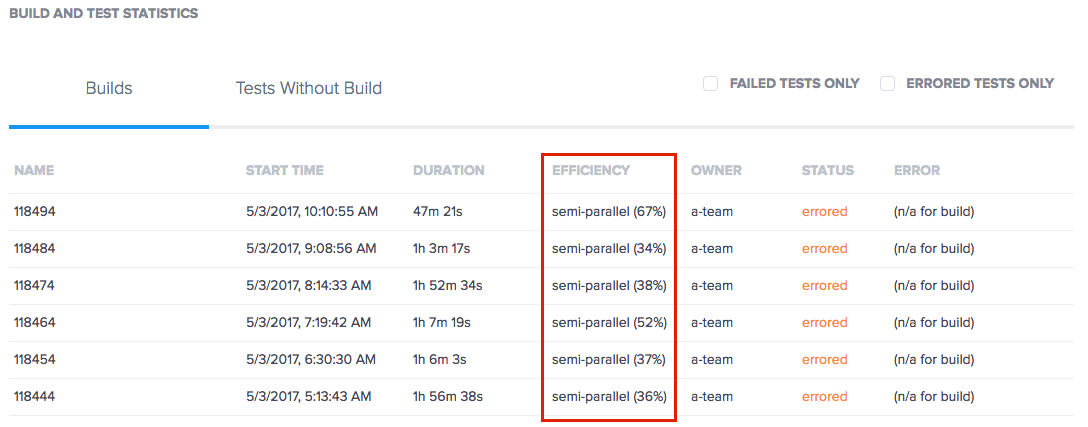 BUILD AND TEST STATISTICS
Builds Tests Without Build FAILED TESTS ONLY ERRORED TESTS ONLY
NAME START TIME DURATION EFFICIENCY OWNER STATUS ERROR
118494 5/3/2017, 10:10:55 AM 47m 21s semi-parallel (67%) a-team errored (n/a for build)
118484 5/3/2017, 9:08:56 AM 1h 3m 17s semi-parallel (34%) a-team errored (n/a for build)
118474 5/3/2017, 8:14:33 AM 1h 52m 34s semi-parallel (38%) a-team errored (n/a for build)
118464 5/3/2017, 7:19:42 AM 1h 7m 19s semi-parallel (52%) a-team errored (n/a for build)
118454 5/3/2017, 6:30:30 AM 1h 6m 3s semi-parallel (37%) a-team errored (n/a for build)
118444 5/3/2017, 5:13:43 AM 1h 56m 38s semi-parallel (36%) a-team errored (n/a for build)